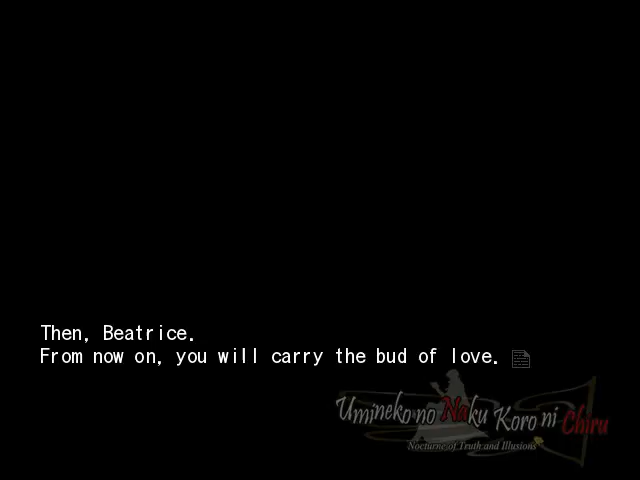 Then, Beatrice.
From now on, you will carry the bud of love.
Umineko no Naku Koro ni Chiru
Nocturne of Truth and Illusions